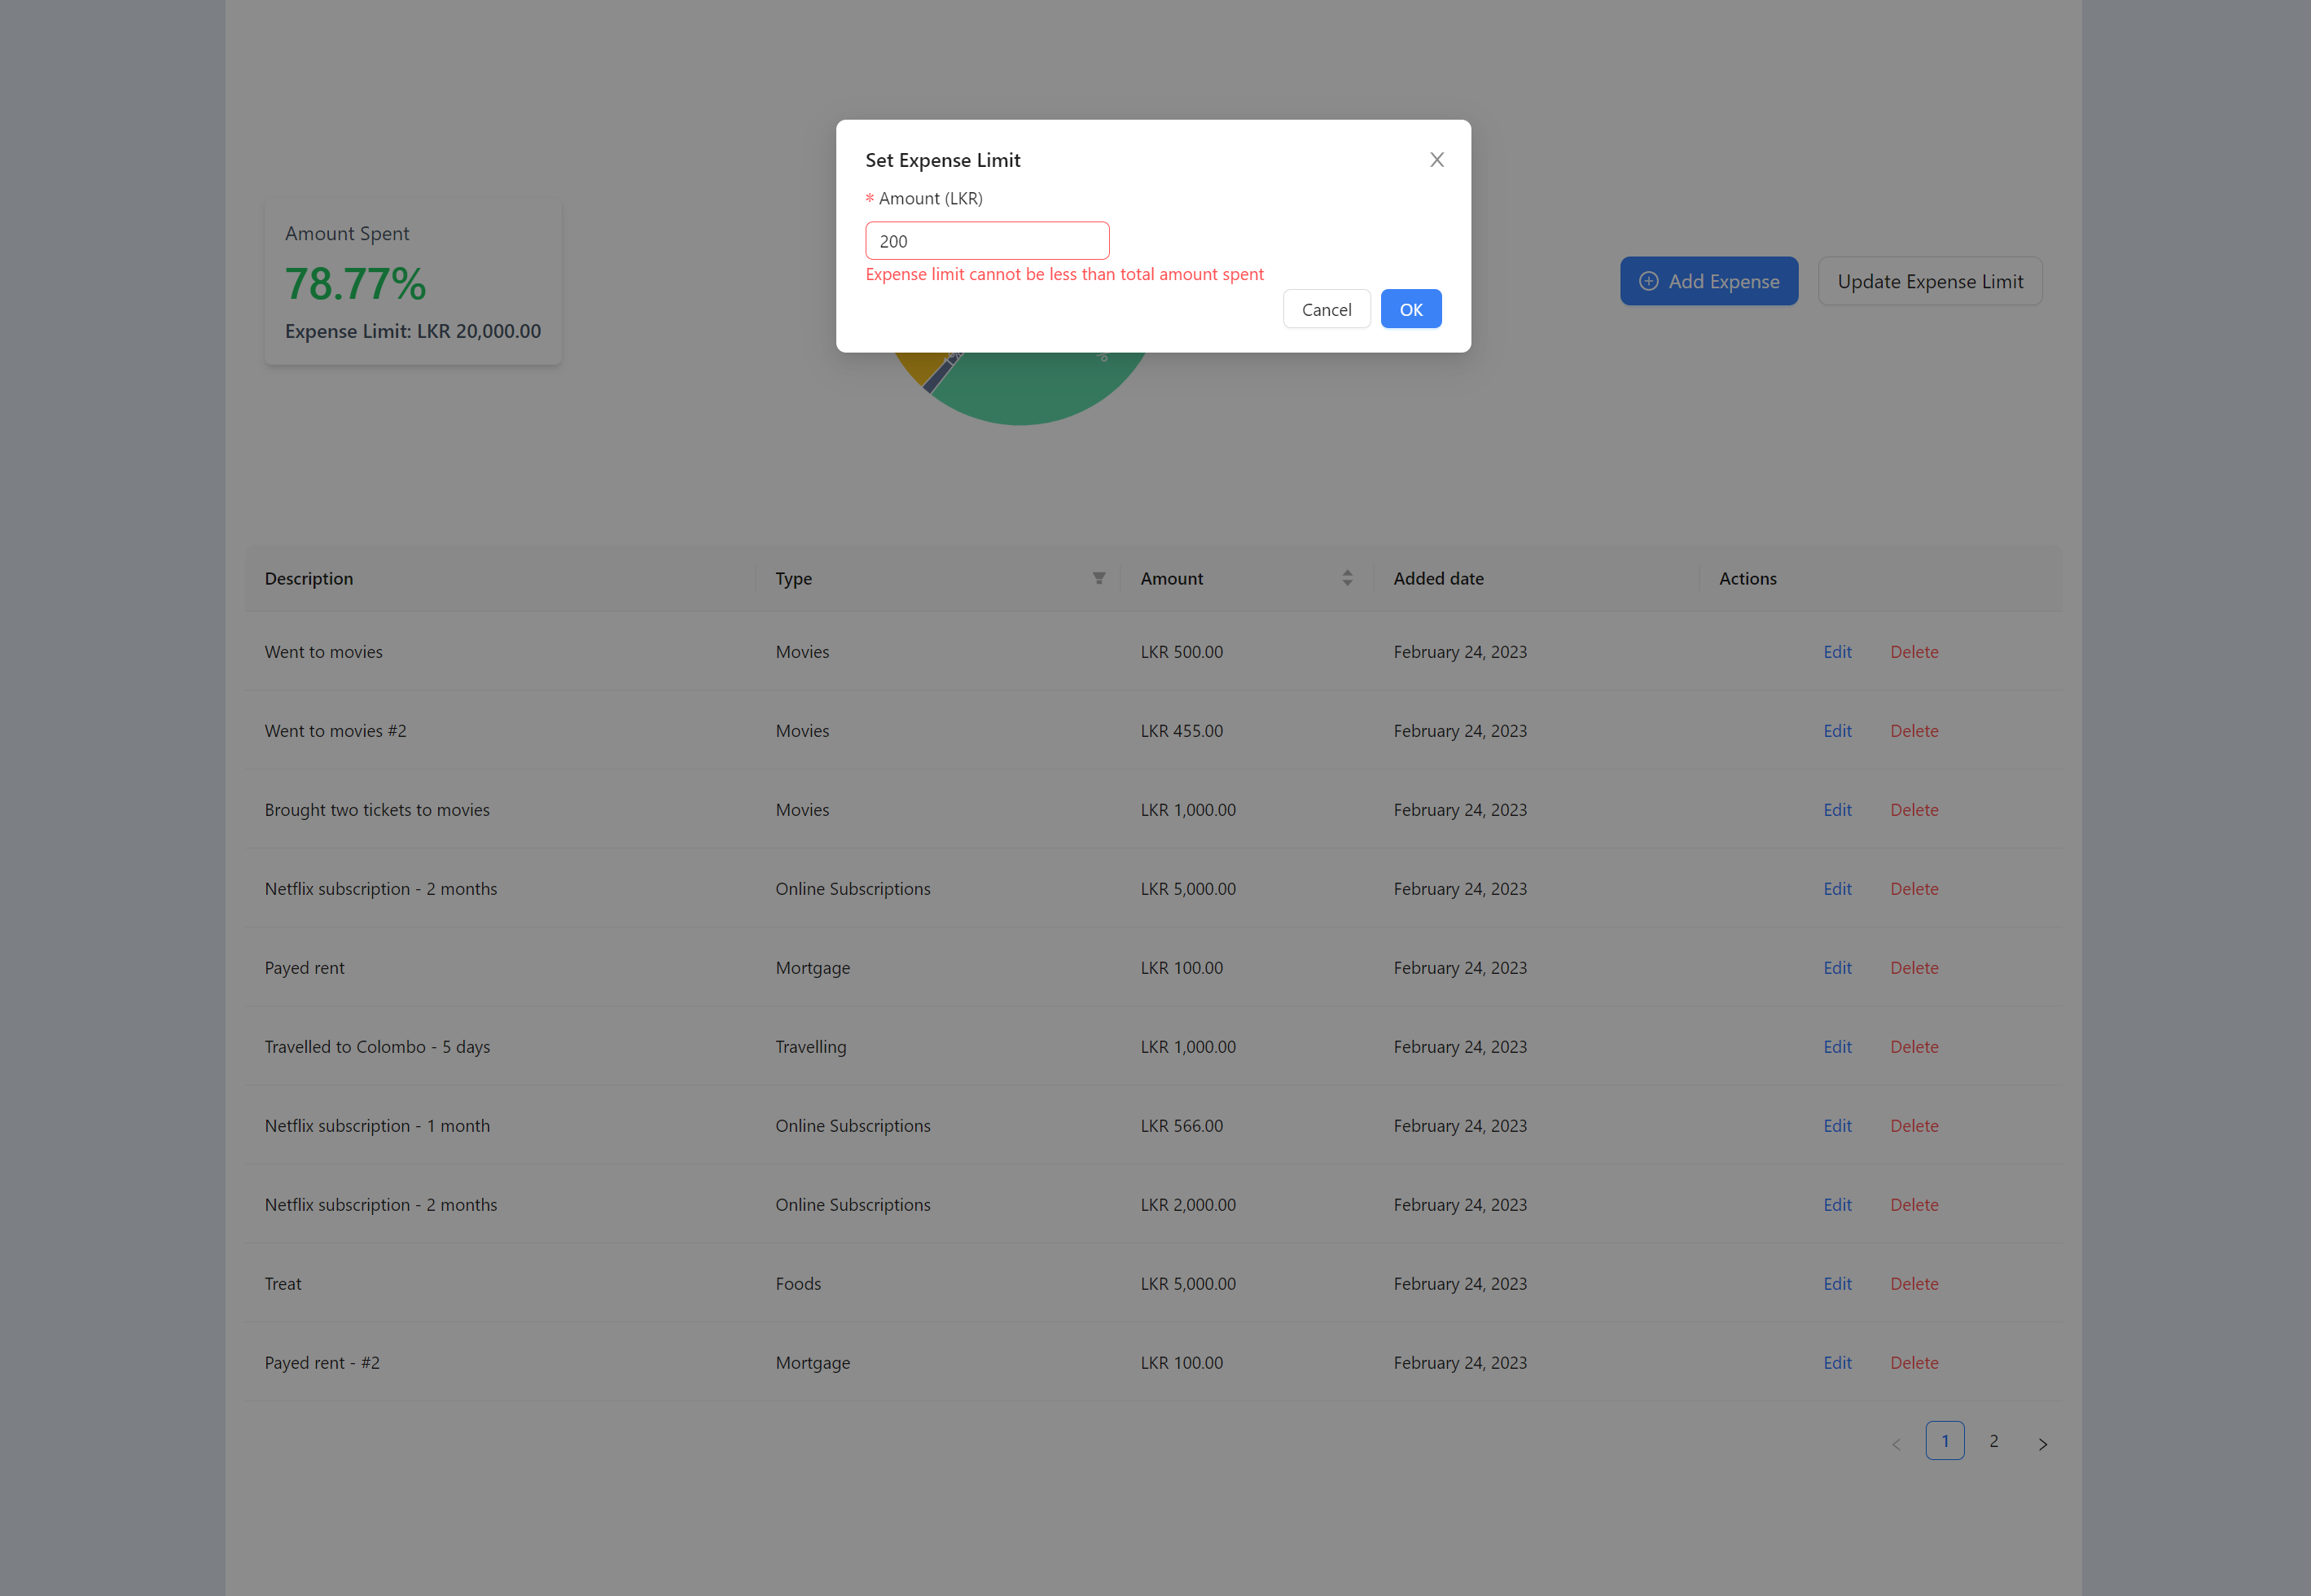 Set Expense Limit
* Amount (LKR)
200
Expense limit cannot be less than total amount spent
Cancel OK
Amount Spent
78.77%
Expense Limit: LKR 20,000.00
Add Expense Update Expense Limit
%
Description Type Amount Added date Actions
Went to movies Movies LKR 500.00 February 24, 2023 Edit Delete
Went to movies #2 Movies LKR 455.00 February 24, 2023 Edit Delete
Brought two tickets to movies Movies LKR 1,000.00 February 24, 2023 Edit Delete
Netflix subscription - 2 months Online Subscriptions LKR 5,000.00 February 24, 2023 Edit Delete
Payed rent Mortgage LKR 100.00 February 24, 2023 Edit Delete
Travelled to Colombo - 5 days Travelling LKR 1,000.00 February 24, 2023 Edit Delete
Netflix subscription - 1 month Online Subscriptions LKR 566.00 February 24, 2023 Edit Delete
Netflix subscription - 2 months Online Subscriptions LKR 2,000.00 February 24, 2023 Edit Delete
Treat Foods LKR 5,000.00 February 24, 2023 Edit Delete
Payed rent - #2 Mortgage LKR 100.00 February 24, 2023 Edit Delete
1 2